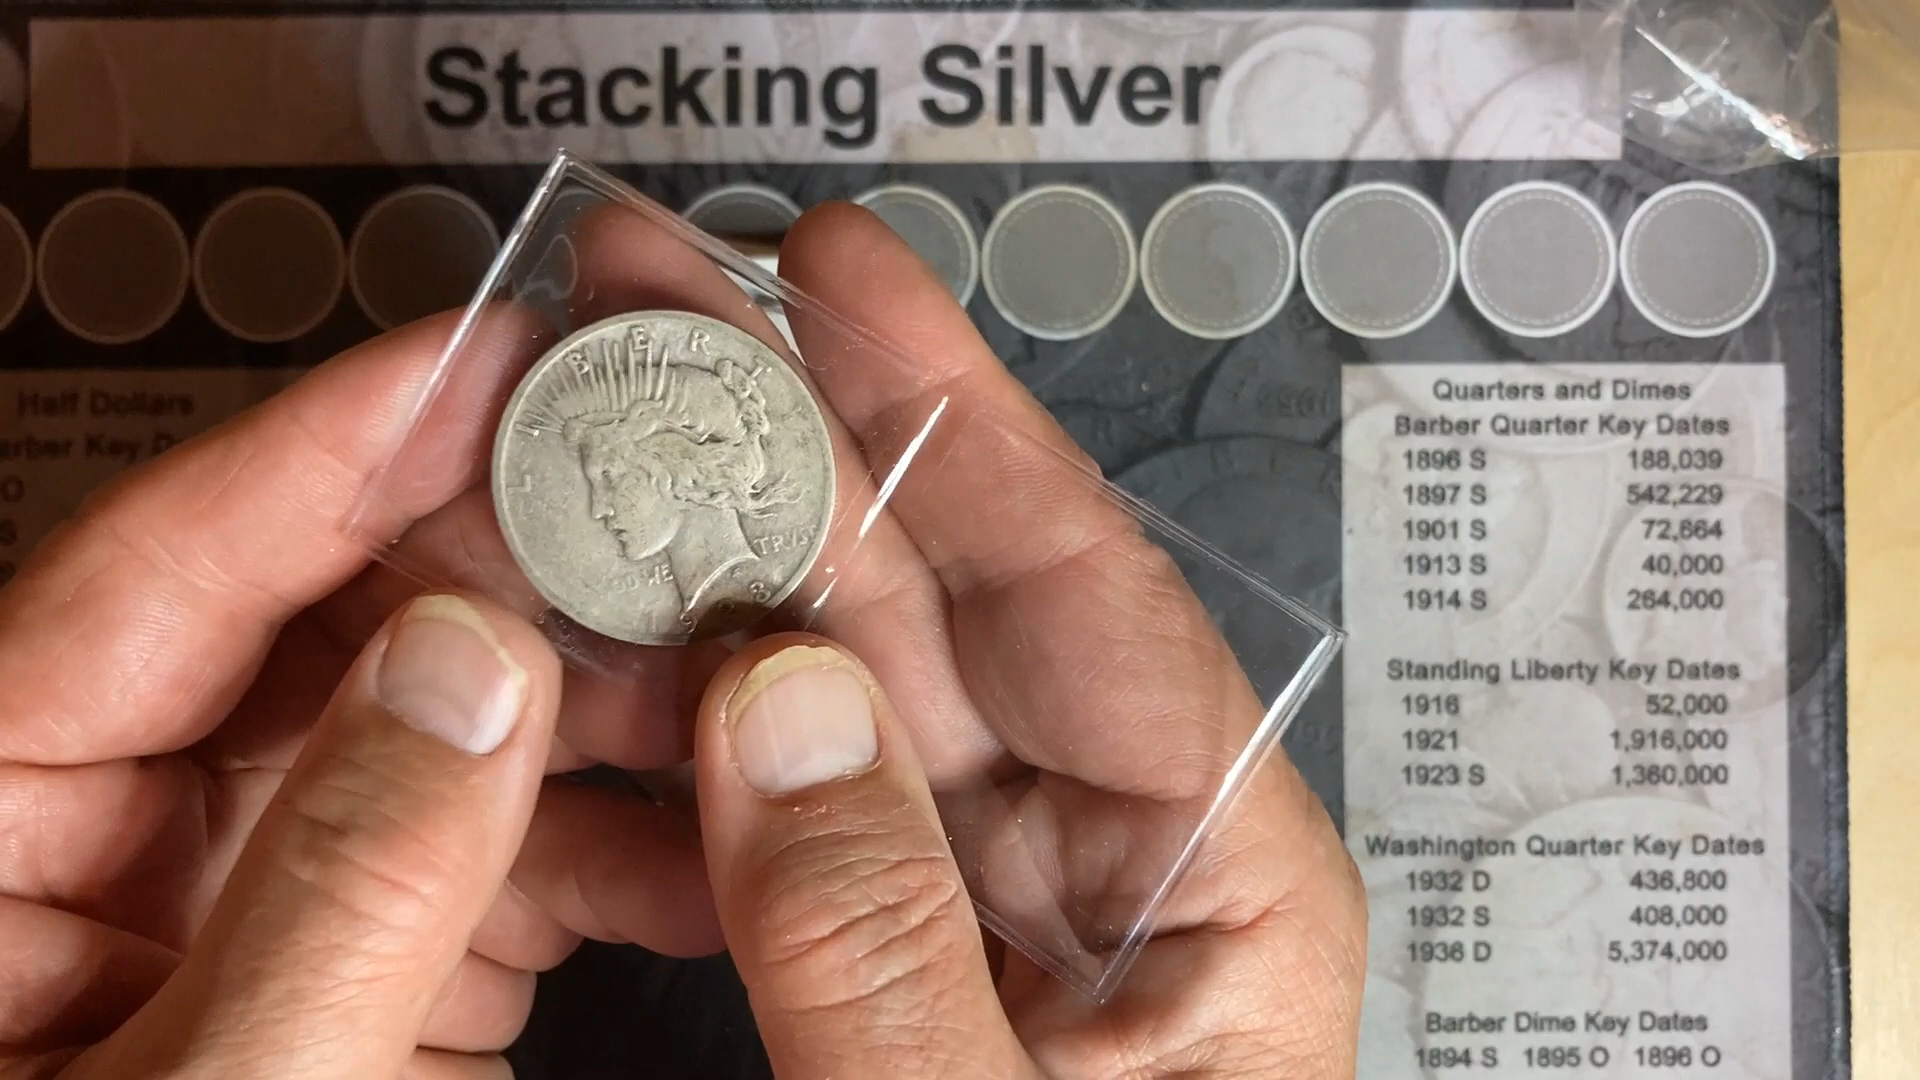 Stacking Silver
Half Dollars
LIBERTY
TRVST
GOD WE
Quarters and Dimes
Barber Quarter Key Dates
1896 S 188,039
1897 S 542,229
1901 S 72,664
1913 S 40,000
1914 S 264,000
Standing Liberty Key Dates
1916 52,000
1921 1,916,000
1923 S 1,360,000
Washington Quarter Key Dates
1932 D 436,800
1932 S 408,000
1936 D 5,374,000
Barber Dime Key Dates
1894 S 1895 O 1896 O